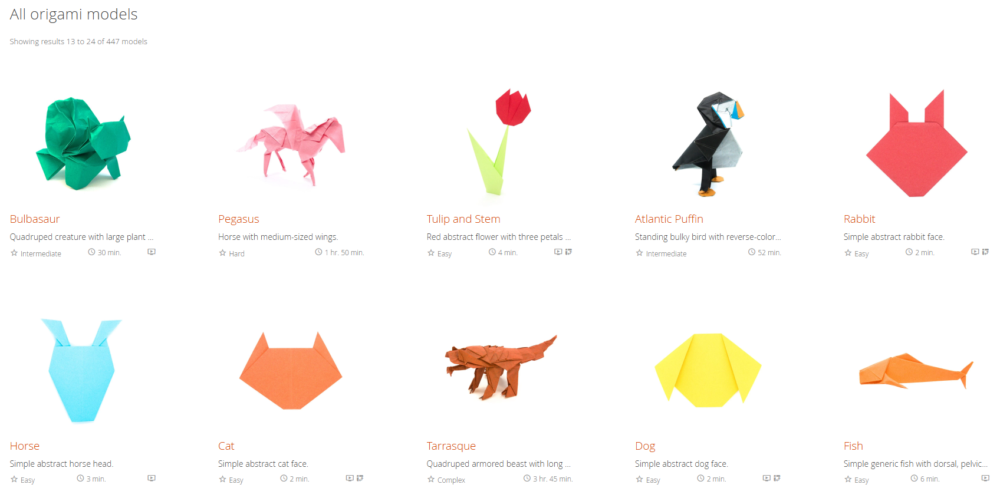 All origami models
Showing results 13 to 24 of 447 models
Bulbasaur
Quadruped creature with large plant ...
Intermediate 30 min.
Pegasus
Horse with medium-sized wings.
Hard 1 hr. 50 min.
Tulip and Stem
Red abstract flower with three petals ...
Easy 4 min.
Atlantic Puffin
Standing bulky bird with reverse-color...
Intermediate 52 min.
Rabbit
Simple abstract rabbit face.
Easy 2 min.
Horse
Simple abstract horse head.
Easy 3 min.
Cat
Simple abstract cat face.
Easy 2 min.
Tarrasque
Quadruped armored beast with long ...
Complex 3 hr. 45 min.
Dog
Simple abstract dog face.
Easy 2 min.
Fish
Simple generic fish with dorsal, pelvic...
Easy 6 min.